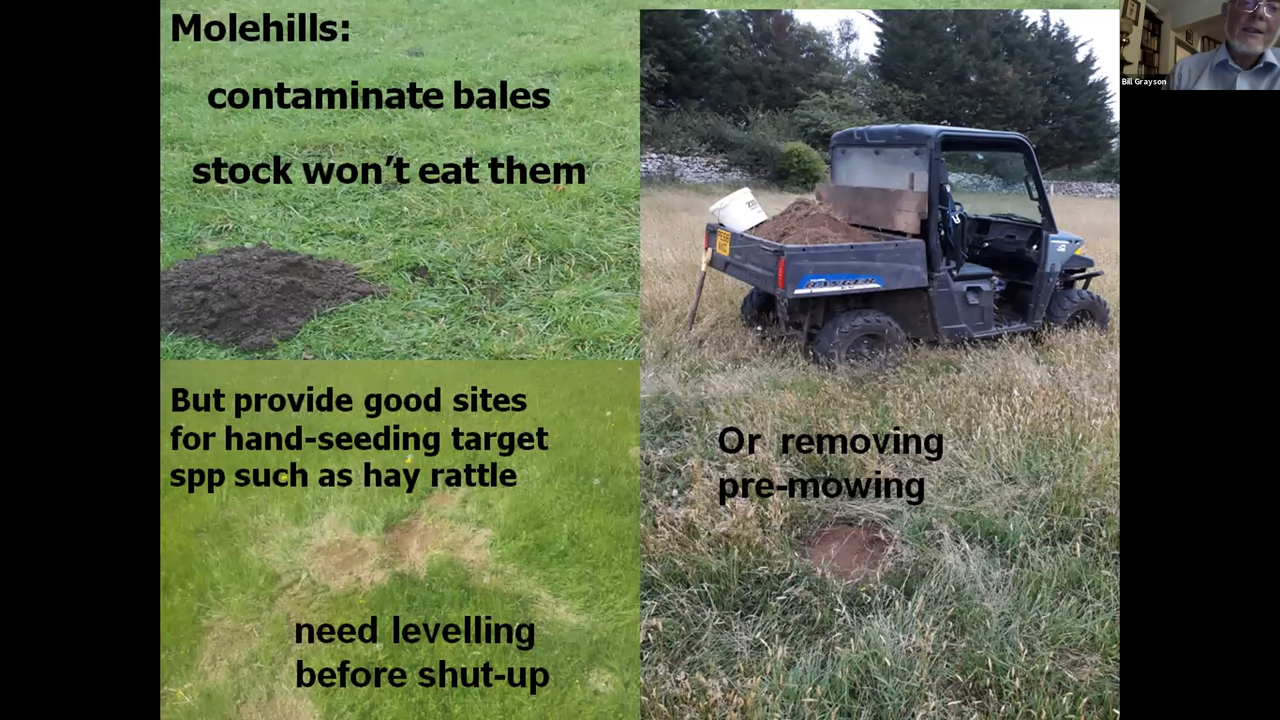 Molehills:
contaminate bales
stock won't eat them
But provide good sites
for hand-seeding target
spp such as hay rattle
need levelling
before shut-up
Or removing
pre-mowing
RANGER
Bill Grayson